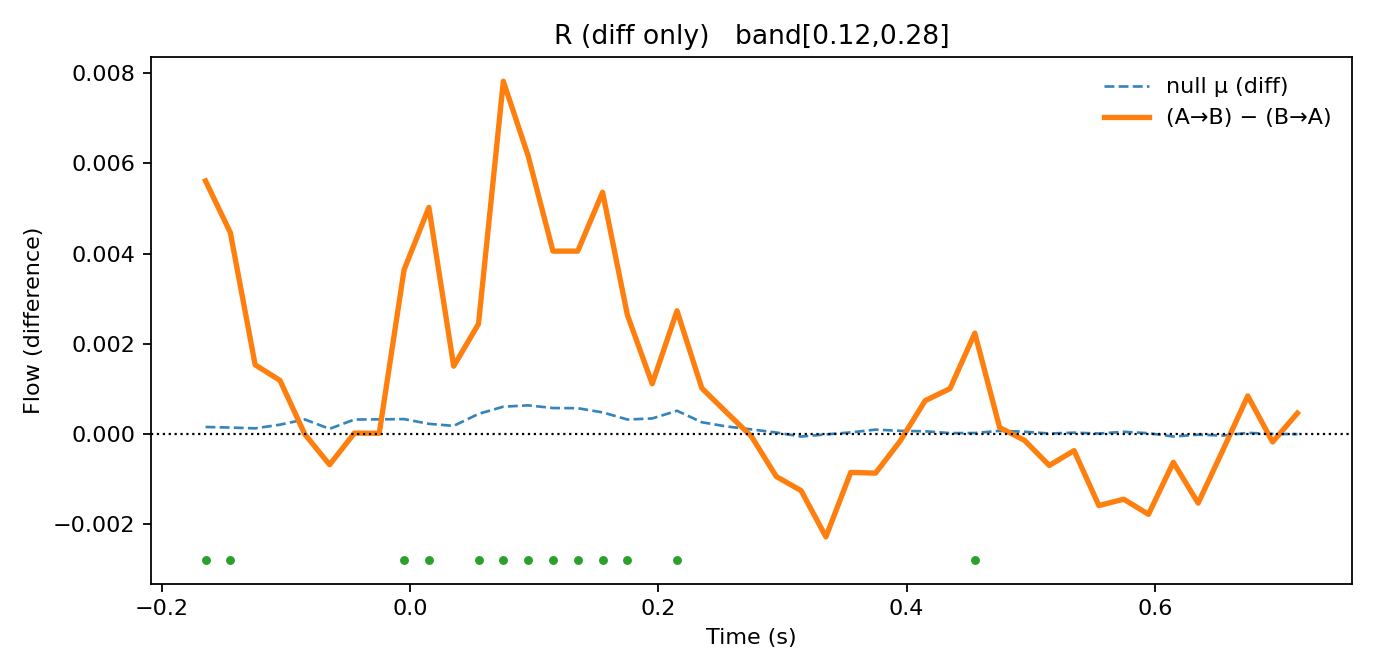 R (diff only)   band[0.12,0.28]
null μ (diff)
(A→B) − (B→A)
Flow (difference)
0.008
0.006
0.004
0.002
0.000
−0.002
−0.2
0.0
0.2
0.4
0.6
Time (s)